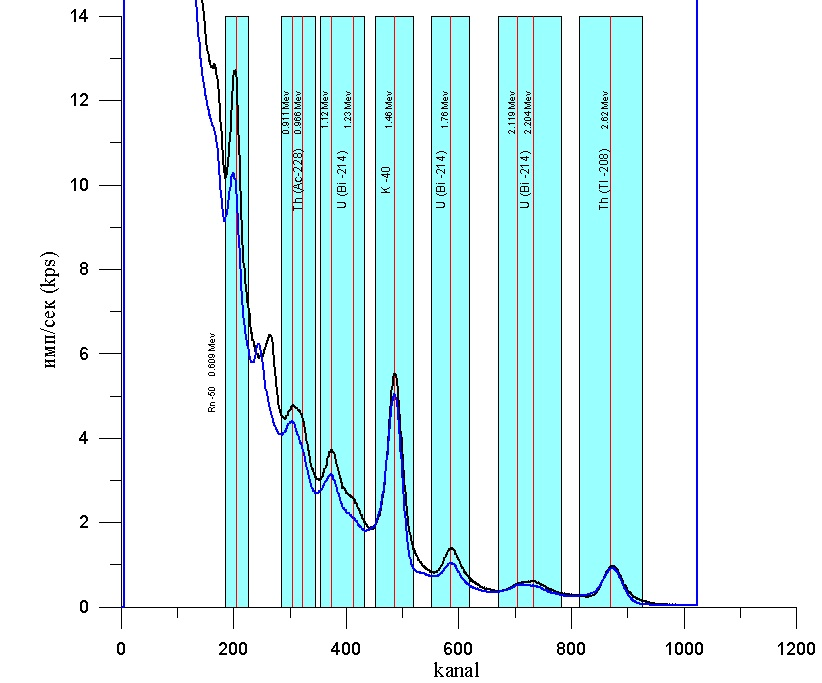 14
12
10
8
6
4
2
0
имп/сек (kps)
0
200
400
600
800
1000
1200
kanal
Rn-50 0.609 Mev
0.911 Mev
0.966 Mev
Th (Ac-228)
1.12 Mev
1.23 Mev
U (Bi -214)
1.46 Mev
K -40
1.76 Mev
U (Bi -214)
2.119 Mev
2.204 Mev
U (Bi -214)
2.62 Mev
Th (Tl -208)